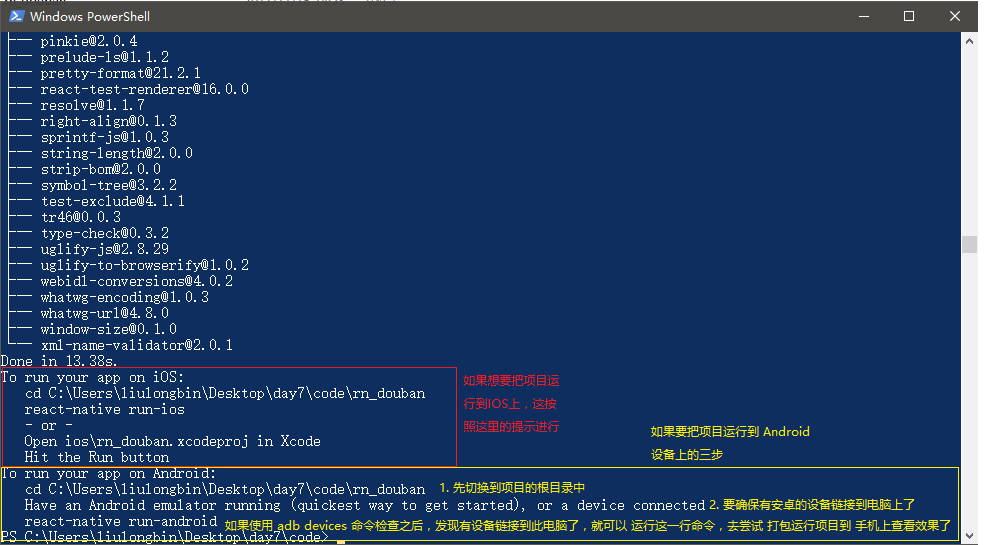 Windows PowerShell
├── pinkie@2.0.4
├── prelude-ls@1.1.2
├── pretty-format@21.2.1
├── react-test-renderer@16.0.0
├── resolve@1.1.7
├── right-align@0.1.3
├── sprintf-js@1.0.3
├── string-length@2.0.0
├── strip-bom@2.0.0
├── symbol-tree@3.2.2
├── test-exclude@4.1.1
├── tr46@0.0.3
├── type-check@0.3.2
├── uglify-js@2.8.29
├── uglify-to-browserify@1.0.2
├── webidl-conversions@4.0.2
├── whatwg-encoding@1.0.3
├── whatwg-url@4.8.0
├── window-size@0.1.0
└── xml-name-validator@2.0.1
Done in 13.38s.
To run your app on iOS:
cd C:\Users\liulongbin\Desktop\day7\code\rn_douban
react-native run-ios
- or -
Open ios\rn_douban.xcodeproj in Xcode
Hit the Run button
如果想要把项目运
行到IOS上，这按
照这里的提示进行
如果要把项目运行到 Android
设备上的三步
To run your app on Android:
cd C:\Users\liulongbin\Desktop\day7\code\rn_douban 1. 先切换到项目的根目录中
Have an Android emulator running (quickest way to get started), or a device connected 2. 要确保有安卓的设备链接到电脑上了
react-native run-android 如果使用 adb devices 命令检查之后，发现有设备链接到此电脑了，就可以 运行这一行命令，去尝试 打包运行项目到 手机上查看效果了
PS C:\Users\liulongbin\Desktop\day7\code>